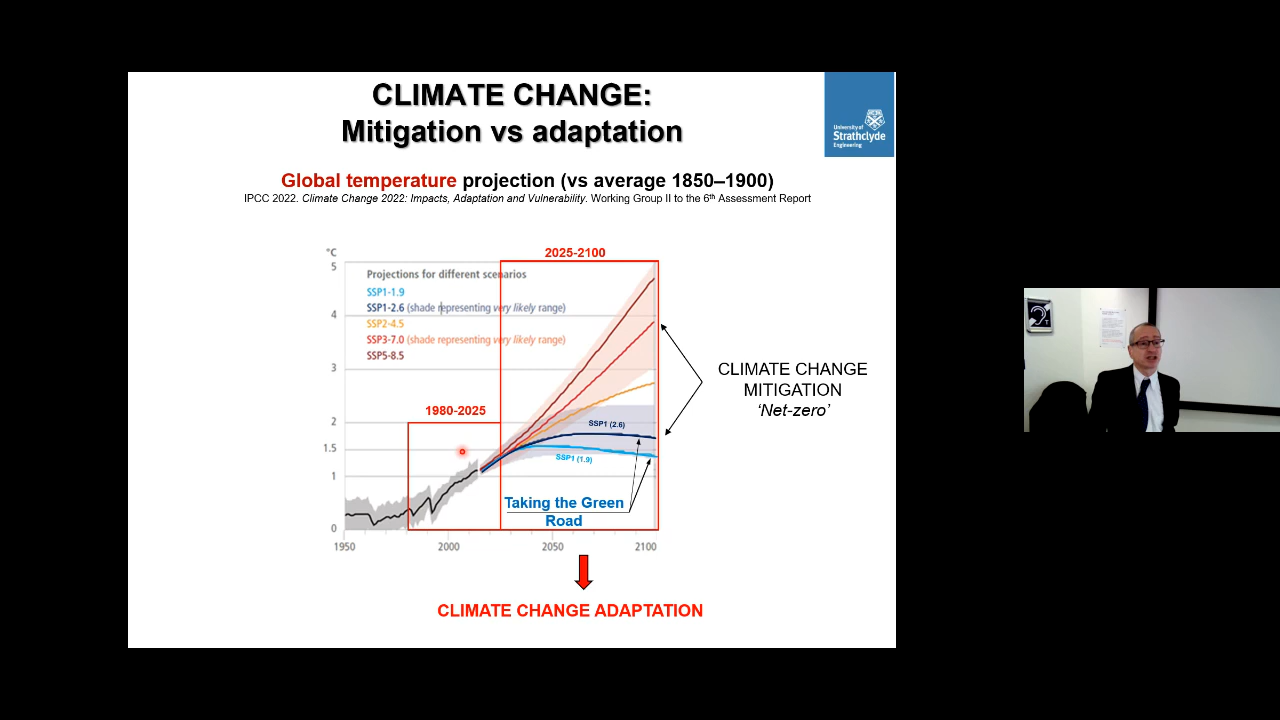 CLIMATE CHANGE:
Mitigation vs adaptation
University of
Strathclyde
Engineering
Global temperature projection (vs average 1850–1900)
IPCC 2022. Climate Change 2022: Impacts, Adaptation and Vulnerability. Working Group II to the 6th Assessment Report
°C
5
4
3
2
1.5
1
0
1950
2000
2050
2100
Projections for different scenarios
SSP1-1.9
SSP1-2.6 (shade representing very likely range)
SSP2-4.5
SSP3-7.0 (shade representing very likely range)
SSP5-8.5
1980-2025
2025-2100
SSP1 (2.6)
SSP1 (1.9)
Taking the Green
Road
CLIMATE CHANGE
MITIGATION
‘Net-zero’
CLIMATE CHANGE ADAPTATION
T